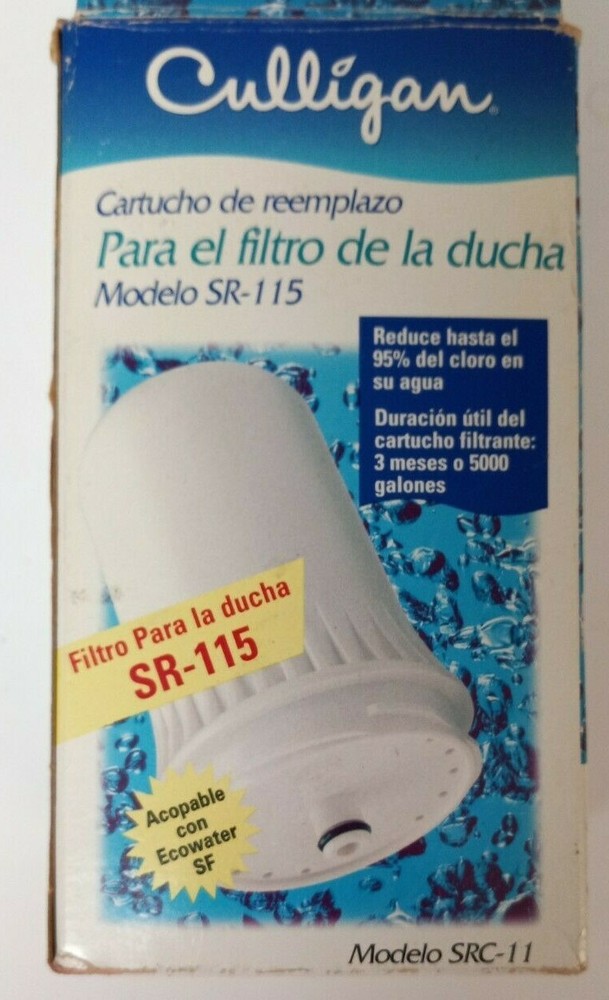 Culligan®
Cartucho de reemplazo
Para el filtro de la ducha
Modelo SR-115
Reduce hasta el
95% del cloro en
su agua
Duración útil del
cartucho filtrante:
3 meses o 5000
galones
Filtro Para la ducha
SR-115
Acopable
con
Ecowater
SF
Modelo SRC-11